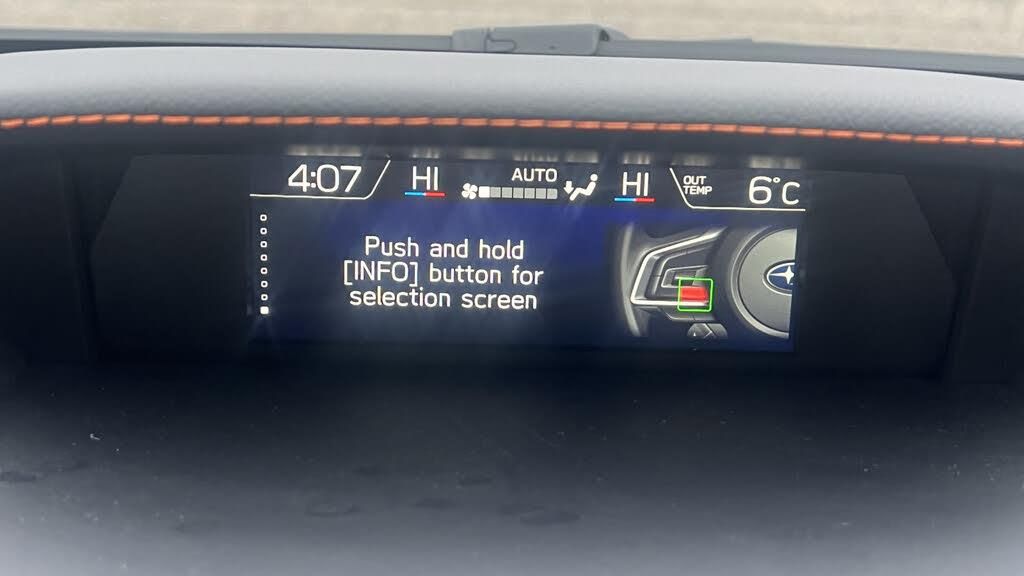 4:07
HI
AUTO
HI
OUT
TEMP
6°C
Push and hold
[INFO] button for
selection screen